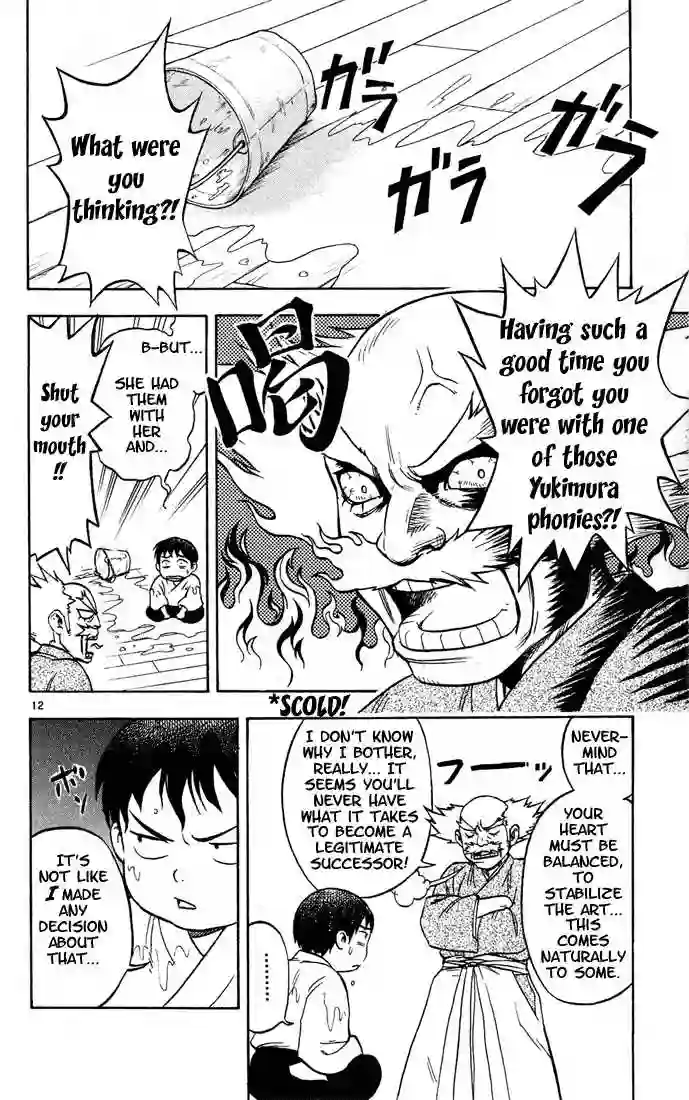 ガラ
ガラ
ガラ
What were
you
thinking?!
Having such a
good time you
forgot you
were with one
of those
Yukimura
phonies?!
喝
*SCOLD!
B-BUT...
SHE HAD
THEM
WITH
HER
AND...
Shut
your
mouth
!!
12
NEVER-
MIND
THAT...
YOUR
HEART
MUST BE
BALANCED,
TO
STABILIZE
THE ART...
THIS
COMES
NATURALLY
TO SOME.
フーッ
I DON'T KNOW
WHY I BOTHER,
REALLY... IT
SEEMS YOU'LL
NEVER HAVE
WHAT IT TAKES
TO BECOME A
LEGITIMATE
SUCCESSOR!
.........
ボソ
IT'S
NOT LIKE
I MADE
ANY
DECISION
ABOUT
THAT...